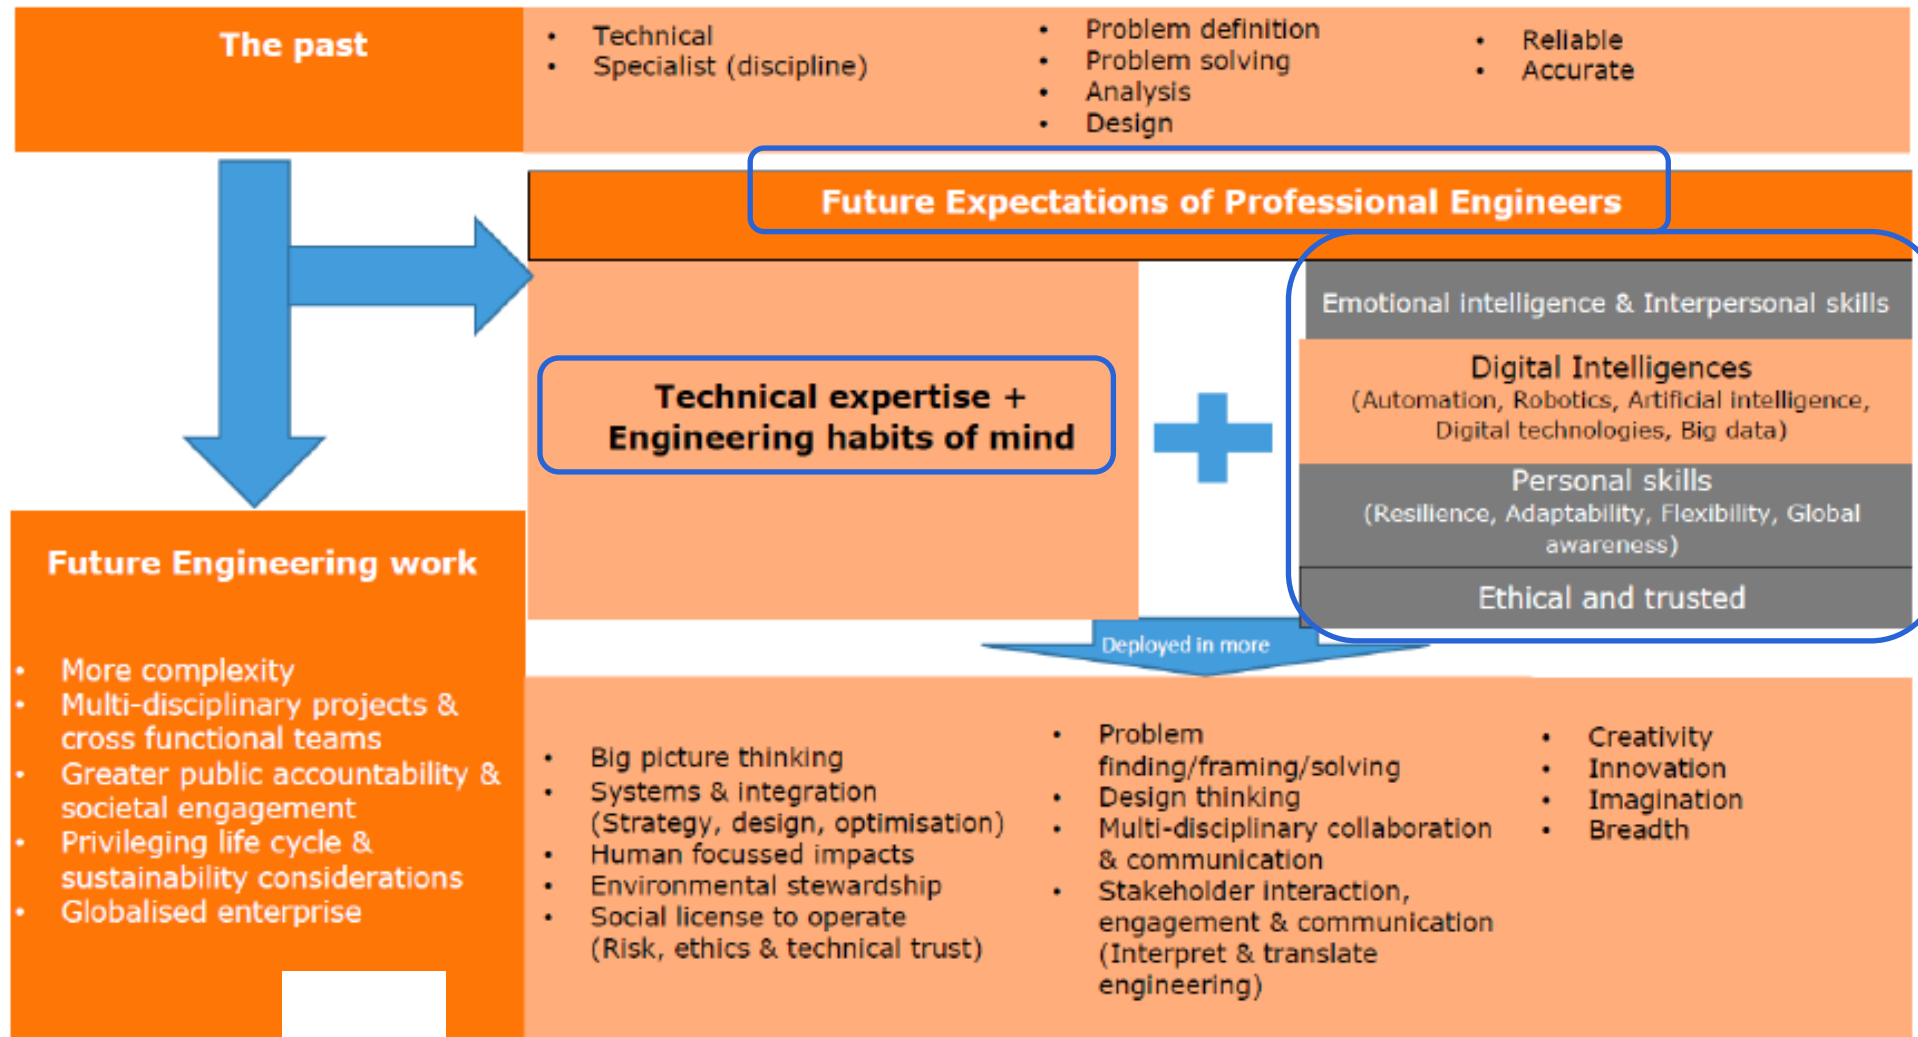 The past
• Technical
• Specialist (discipline)
• Problem definition
• Problem solving
• Analysis
• Design
• Reliable
• Accurate
Future Expectations of Professional Engineers
Technical expertise +
Engineering habits of mind
Emotional intelligence & Interpersonal skills
Digital Intelligences
(Automation, Robotics, Artificial intelligence,
Digital technologies, Big data)
Personal skills
(Resilience, Adaptability, Flexibility, Global
awareness)
Ethical and trusted
Deployed in more
Future Engineering work
• More complexity
• Multi-disciplinary projects &
cross functional teams
• Greater public accountability &
societal engagement
• Privileging life cycle &
sustainability considerations
• Globalised enterprise
• Big picture thinking
• Systems & integration
(Strategy, design, optimisation)
• Human focussed impacts
• Environmental stewardship
• Social license to operate
(Risk, ethics & technical trust)
• Problem
finding/framing/solving
• Design thinking
• Multi-disciplinary collaboration
& communication
• Stakeholder interaction,
engagement & communication
(Interpret & translate
engineering)
• Creativity
• Innovation
• Imagination
• Breadth